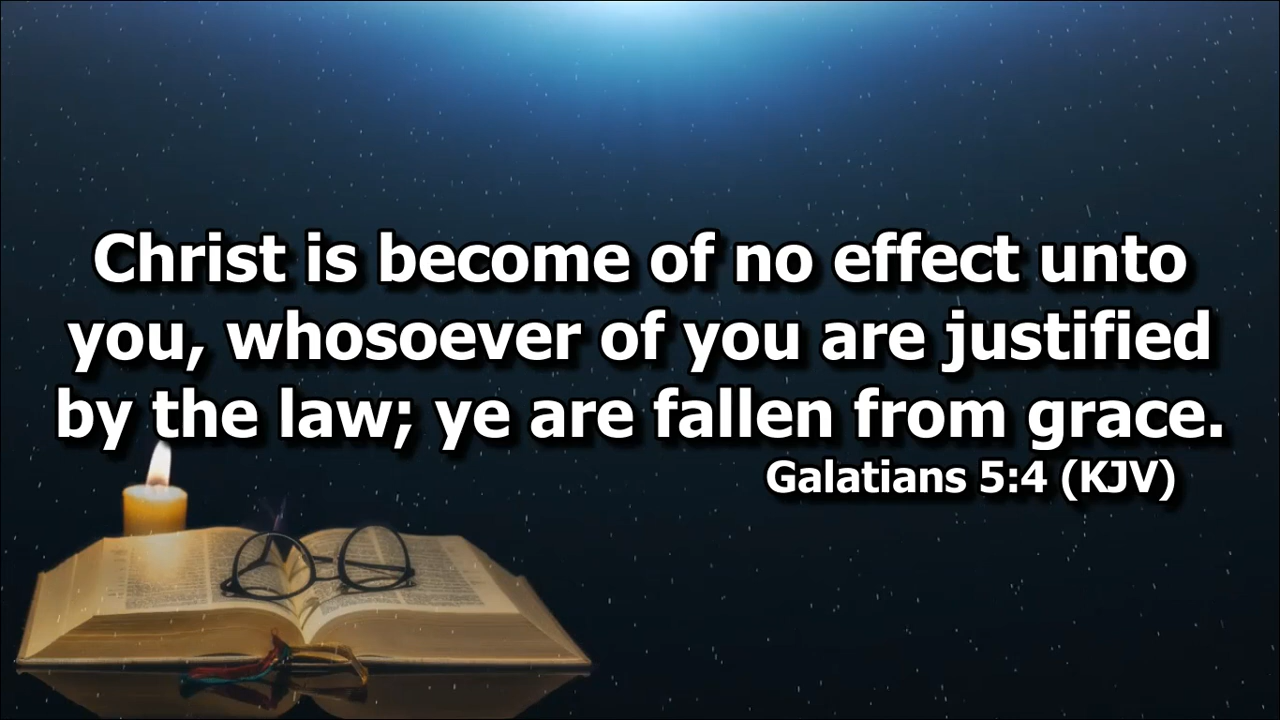 Christ is become of no effect unto
you, whosoever of you are justified
by the law; ye are fallen from grace.
Galatians 5:4 (KJV)